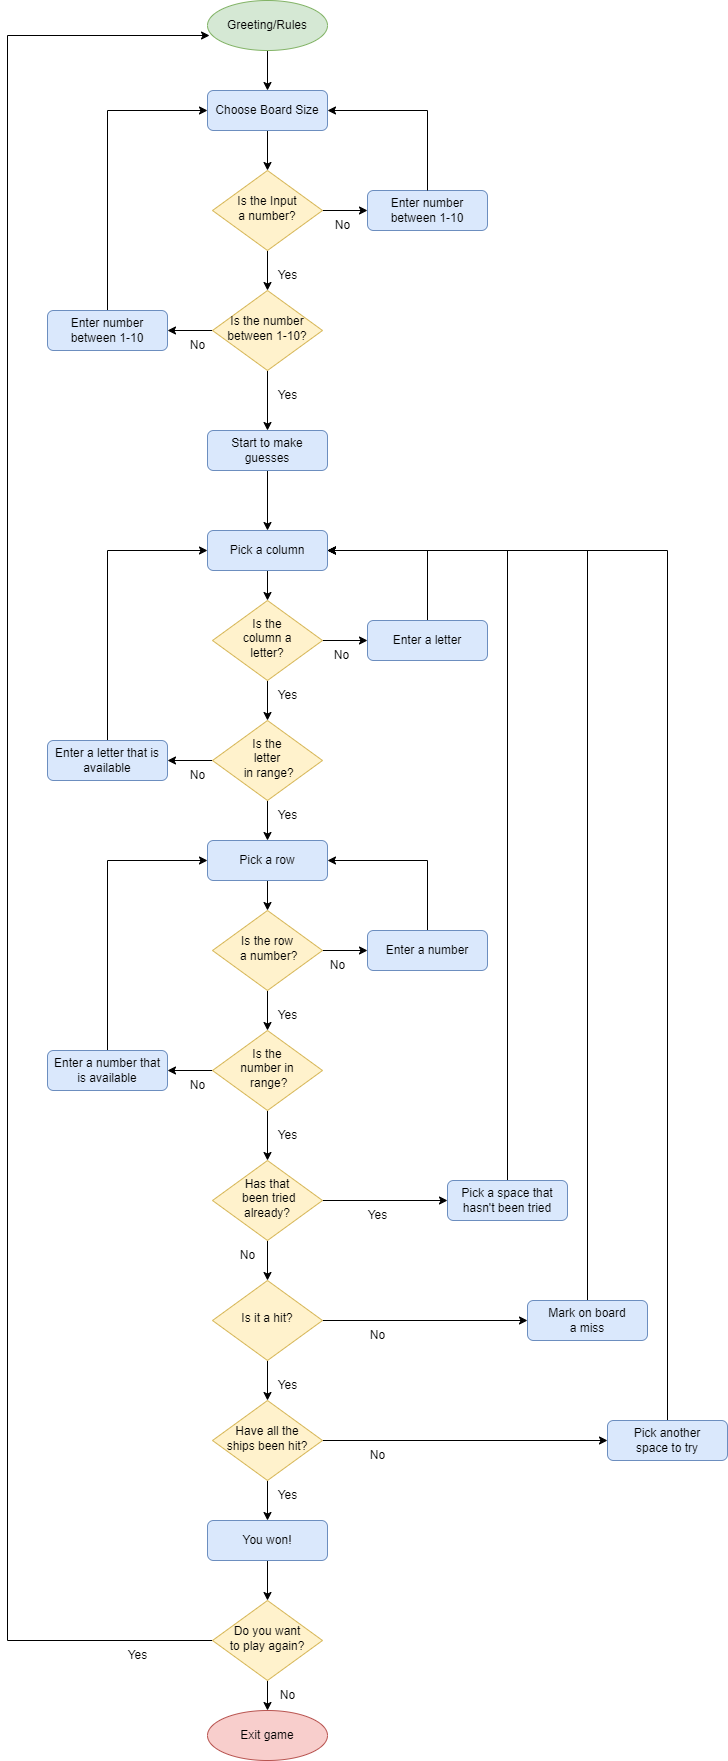 Greeting/Rules
Choose Board Size
Is the Input
a number?
No
Enter number
between 1-10
Yes
Is the number
between 1-10?
No
Enter number
between 1-10
Yes
Start to make
guesses
Pick a column
Is the
column a
letter?
No
Enter a letter
Yes
Is the
letter
in range?
No
Enter a letter that is
available
Yes
Pick a row
Is the row
a number?
No
Enter a number
Yes
Is the
number in
range?
No
Enter a number that
is available
Yes
Has that
been tried
already?
Yes
Pick a space that
hasn't been tried
No
Is it a hit?
No
Mark on board
a miss
Yes
Have all the
ships been hit?
No
Pick another
space to try
Yes
You won!
Do you want
to play again?
Yes
No
Exit game